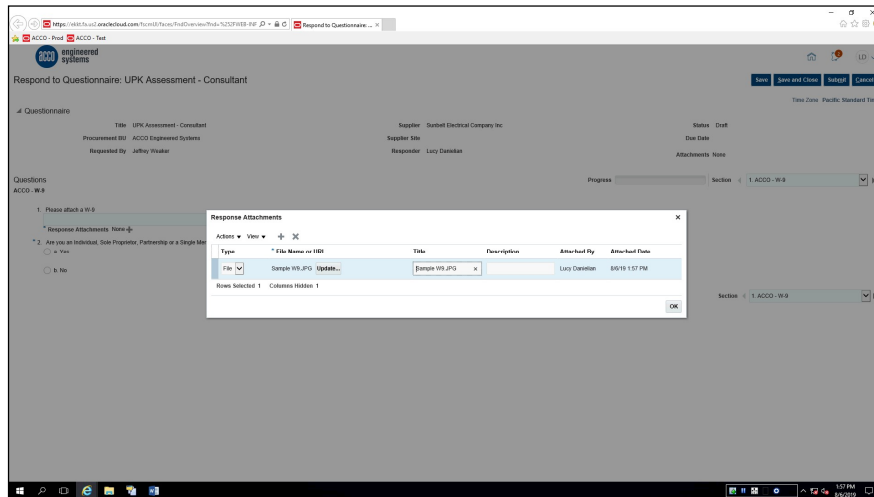 https://ekkt.fa.us2.oraclecloud.com/fscmUI/faces/FndOverview?fnd=%252FWEB-INF
Respond to Questionnaire: ...
ACCO - Prod ACCO - Test
acco engineered systems
2 LD
Respond to Questionnaire: UPK Assessment - Consultant
Save Save and Close Submit Cancel
Time Zone Pacific Standard
Questionnaire
Title UPK Assessment - Consultant Supplier Sunbelt Electrical Company Inc Status Draft
Procurement BU ACCO Engineered Systems Supplier Site Due Date
Requested By Jeffrey Weaker Responder Lucy Danielian Attachments None
Questions Progress Section 1. ACCO - W-9
ACCO - W-9
1. Please attach a W-9
* Response Attachments None
* 2. Are you an Individual, Sole Proprietor, Partnership or a Single
a. Yes
b. No
Response Attachments
Actions View
Type * File Name or URL Title Description Attached By Attached Date
File Sample W9.JPG Update... Sample W9.JPG Lucy Danielian 8/6/19 1:57 PM
Rows Selected 1 Columns Hidden 1
OK
Section 1. ACCO - W-9
1:57 PM
8/6/2019